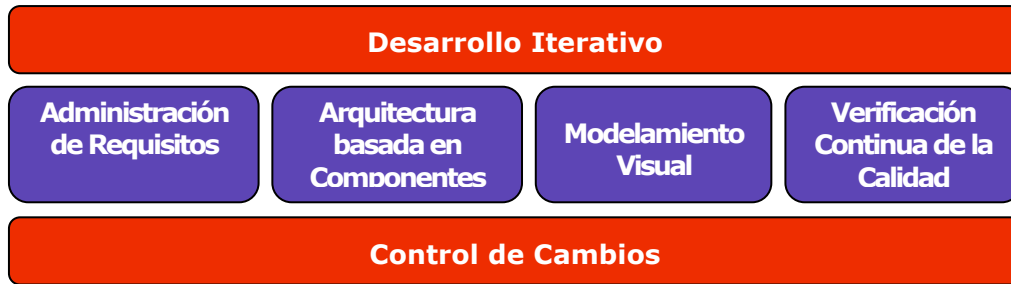 Desarrollo Iterativo
Administración
de Requisitos
Arquitectura
basada en
Componentes
Modelamiento
Visual
Verificación
Continua de la
Calidad
Control de Cambios